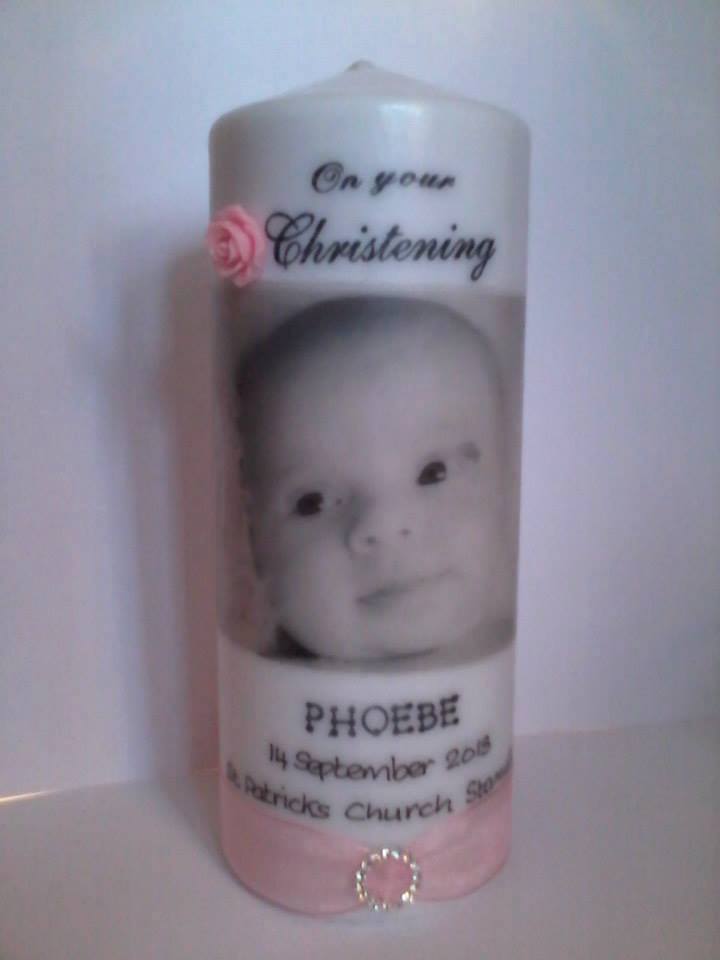 On your
Christening
PHOEBE
14 September 2013
St. Patricks Church